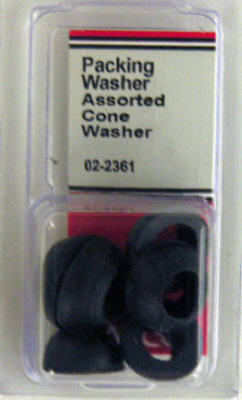 Packing
Washer
Assorted
Cone
Washer
02-2361